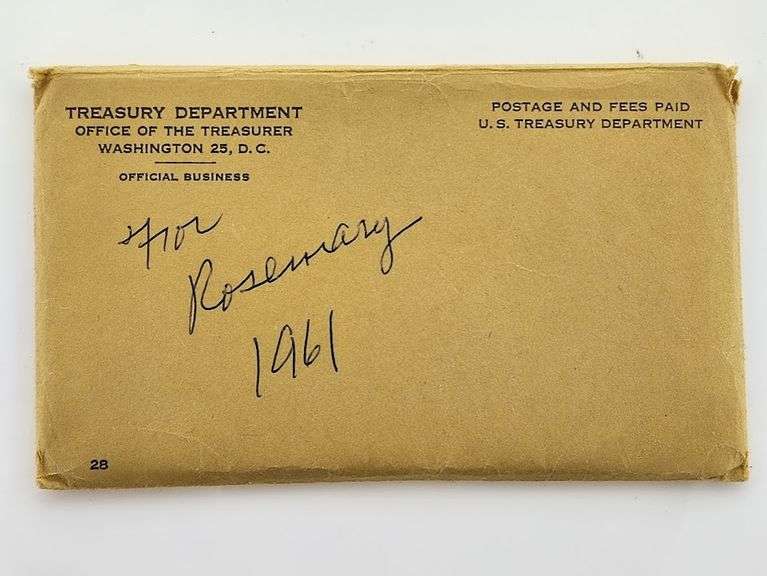 TREASURY DEPARTMENT
OFFICE OF THE TREASURER
WASHINGTON 25, D. C.
OFFICIAL BUSINESS
POSTAGE AND FEES PAID
U. S. TREASURY DEPARTMENT
For
Rosemary
1961
28